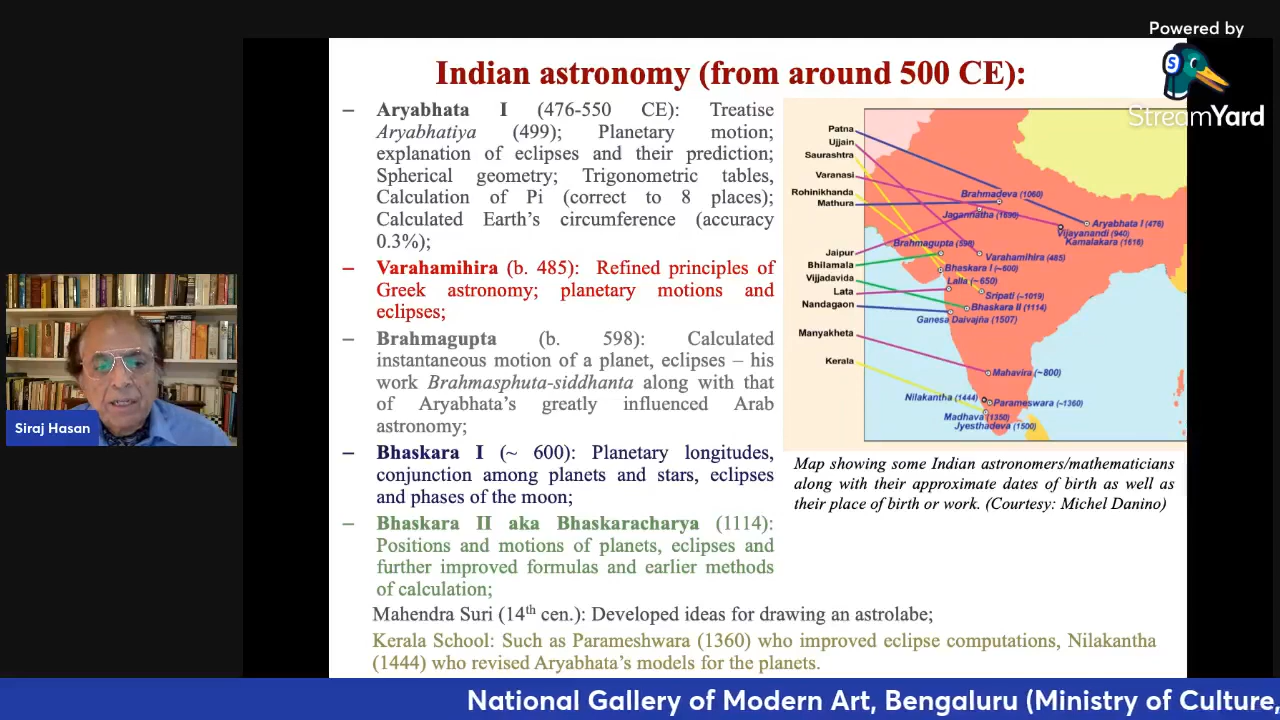 Powered by
StreamYard
Indian astronomy (from around 500 CE):
– Aryabhata I (476-550 CE): Treatise
Aryabhatiya (499); Planetary motion;
explanation of eclipses and their prediction;
Spherical geometry; Trigonometric tables,
Calculation of Pi (correct to 8 places);
Calculated Earth’s circumference (accuracy
0.3%);
– Varahamihira (b. 485): Refined principles of
Greek astronomy; planetary motions and
eclipses;
– Brahmagupta (b. 598): Calculated
instantaneous motion of a planet, eclipses – his
work Brahmasphuta-siddhanta along with that
of Aryabhata’s greatly influenced Arab
astronomy;
– Bhaskara I (~ 600): Planetary longitudes,
conjunction among planets and stars, eclipses
and phases of the moon;
– Bhaskara II aka Bhaskaracharya (1114):
Positions and motions of planets, eclipses and
further improved formulas and earlier methods
of calculation;
Mahendra Suri (14th cen.): Developed ideas for drawing an astrolabe;
Kerala School: Such as Parameshwara (1360) who improved eclipse computations, Nilakantha
(1444) who revised Aryabhata’s models for the planets.
Patna
Ujjain
Saurashtra
Varanasi
Rohinikhanda
Mathura
Jaipur
Bhilamala
Vijjadavida
Lata
Nandagaon
Manyakheta
Kerala
Brahmadeva (1060)
Jagannatha (1690)
Aryabhata I (476)
Vijayanandi (940)
Kamalakara (1616)
Brahmagupta (598)
Varahamihira (485)
Bhaskara I (~600)
Lalla (~ 650)
Sripati (~1019)
Bhaskara II (1114)
Ganesa Daivajña (1507)
Mahavira (~800)
Nilakantha (1444)
Parameswara (~1360)
Madhava (1350)
Jyesthadeva (1500)
Map showing some Indian astronomers/mathematicians
along with their approximate dates of birth as well as
their place of birth or work. (Courtesy: Michel Danino)
Siraj Hasan
National Gallery of Modern Art, Bengaluru (Ministry of Culture,